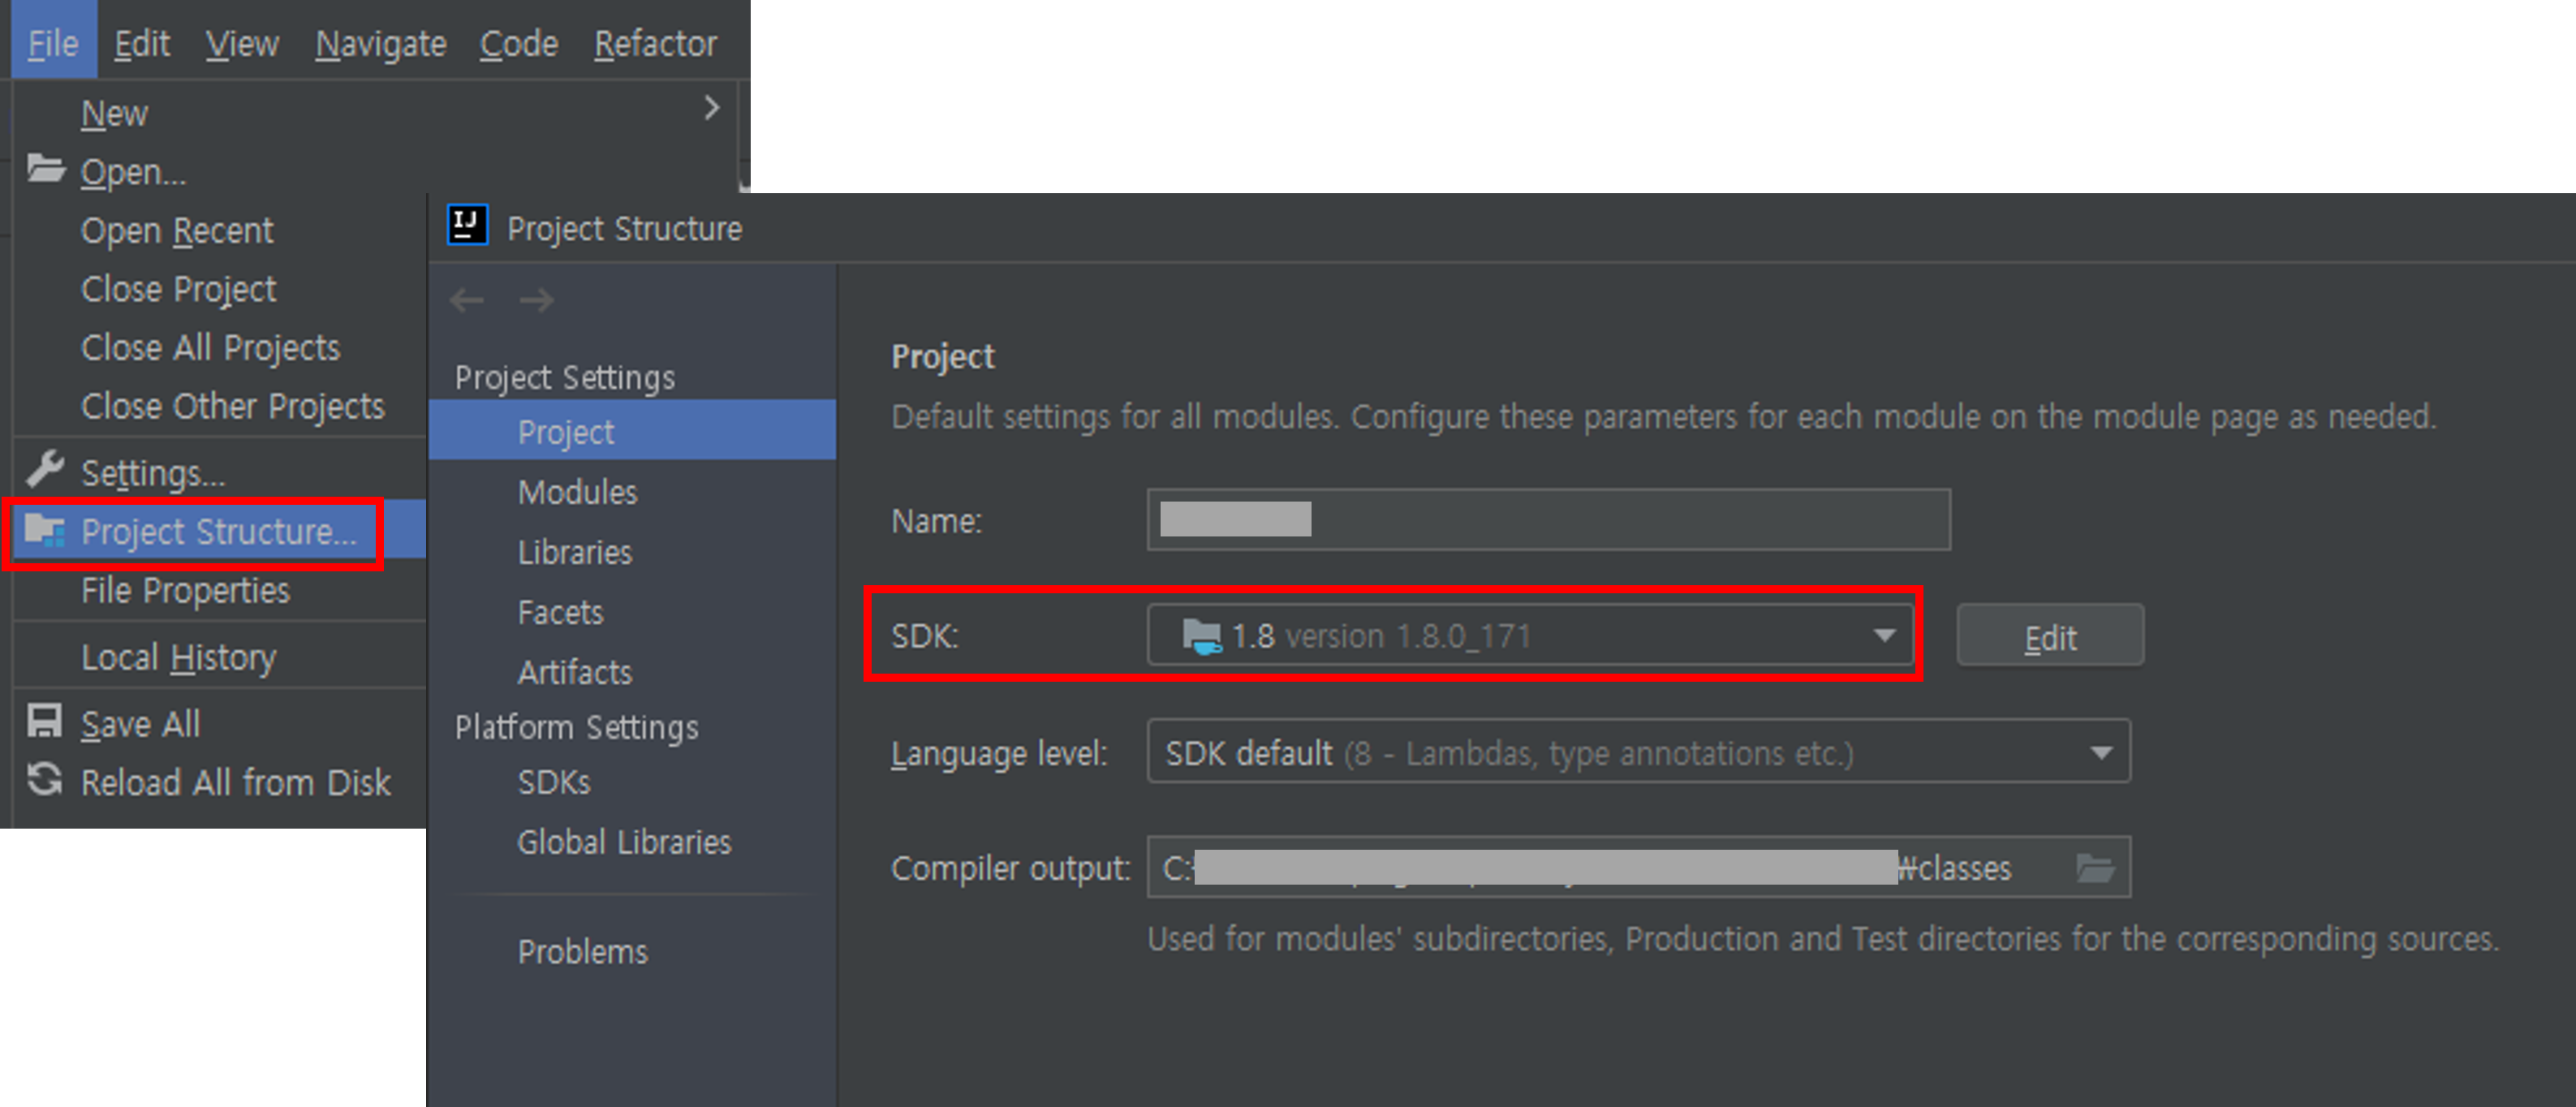 File Edit View Navigate Code Refactor
New
Open...
Open Recent
Close Project
Close All Projects
Close Other Projects
Settings...
Project Structure...
File Properties
Local History
Save All
Reload All from Disk
IJ Project Structure
Project Settings
Project
Modules
Libraries
Facets
Artifacts
Platform Settings
SDKs
Global Libraries
Problems
Project
Default settings for all modules. Configure these parameters for each module on the module page as needed.
Name:
SDK: 1.8 version 1.8.0_171 Edit
Language level: SDK default (8 - Lambdas, type annotations etc.)
Compiler output: C: ₩classes
Used for modules' subdirectories, Production and Test directories for the corresponding sources.